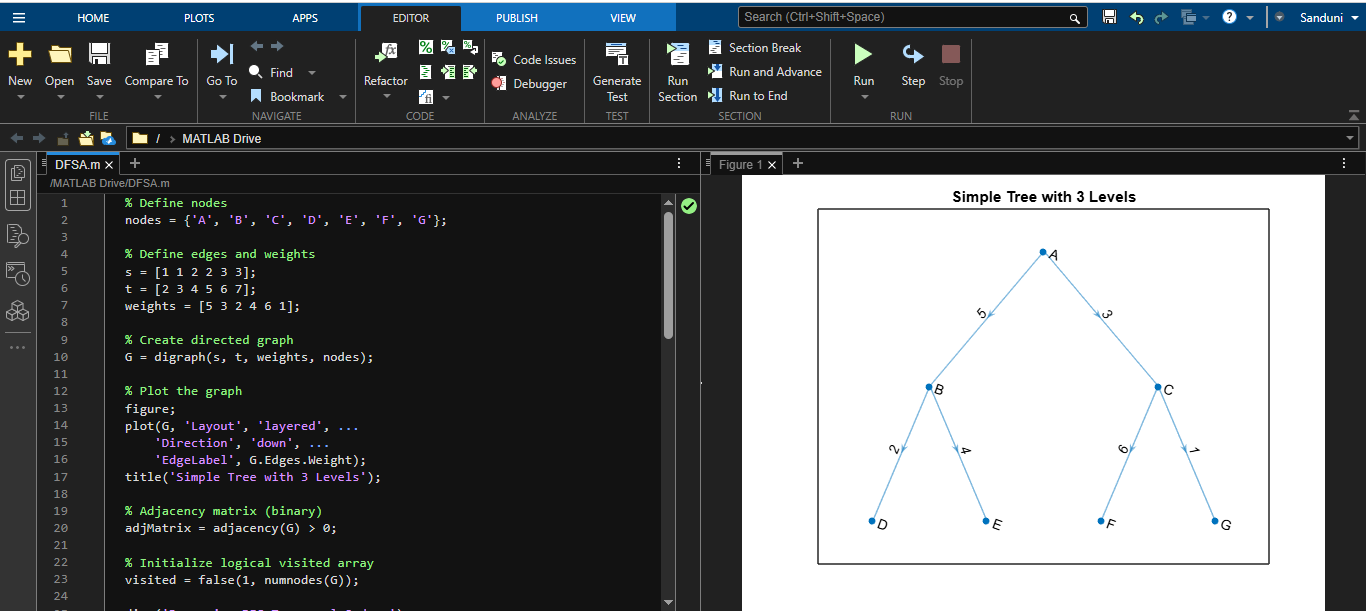 HOME PLOTS APPS EDITOR PUBLISH VIEW Search (Ctrl+Shift+Space) ? Sanduni
New Open Save Compare To Go To Find Bookmark Refactor Code Issues Debugger Generate Test Run Section Section Break Run and Advance Run to End Run Step Stop
FILE NAVIGATE CODE ANALYZE TEST SECTION RUN
/ › MATLAB Drive
DFSA.m × +
/MATLAB Drive/DFSA.m
1 % Define nodes
2 nodes = {'A', 'B', 'C', 'D', 'E', 'F', 'G'};
3
4 % Define edges and weights
5 s = [1 1 2 2 3 3];
6 t = [2 3 4 5 6 7];
7 weights = [5 3 2 4 6 1];
8
9 % Create directed graph
10 G = digraph(s, t, weights, nodes);
11
12 % Plot the graph
13 figure;
14 plot(G, 'Layout', 'layered', ...
15 'Direction', 'down', ...
16 'EdgeLabel', G.Edges.Weight);
17 title('Simple Tree with 3 Levels');
18
19 % Adjacency matrix (binary)
20 adjMatrix = adjacency(G) > 0;
21
22 % Initialize logical visited array
23 visited = false(1, numnodes(G));
24
Figure 1 × +
Simple Tree with 3 Levels
A
5 3
B C
2 4 6 1
D E F G